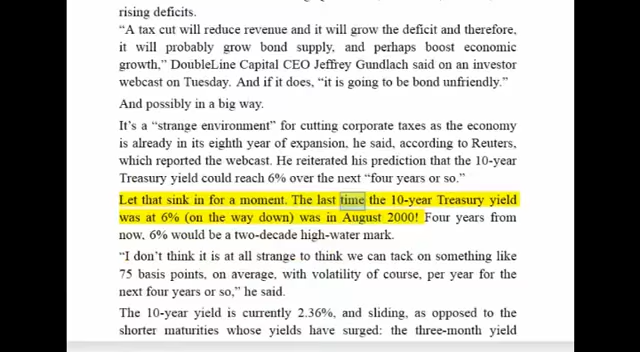 rising deficits.
“A tax cut will reduce revenue and it will grow the deficit and therefore,
it will probably grow bond supply, and perhaps boost economic
growth,” DoubleLine Capital CEO Jeffrey Gundlach said on an investor
webcast on Tuesday. And if it does, “it is going to be bond unfriendly.”
And possibly in a big way.
It’s a “strange environment” for cutting corporate taxes as the economy
is already in its eighth year of expansion, he said, according to Reuters,
which reported the webcast. He reiterated his prediction that the 10-year
Treasury yield could reach 6% over the next “four years or so.”
Let that sink in for a moment. The last time the 10-year Treasury yield
was at 6% (on the way down) was in August 2000! Four years from
now, 6% would be a two-decade high-water mark.
“I don’t think it is at all strange to think we can tack on something like
75 basis points, on average, with volatility of course, per year for the
next four years or so,” he said.
The 10-year yield is currently 2.36%, and sliding, as opposed to the
shorter maturities whose yields have surged: the three-month yield